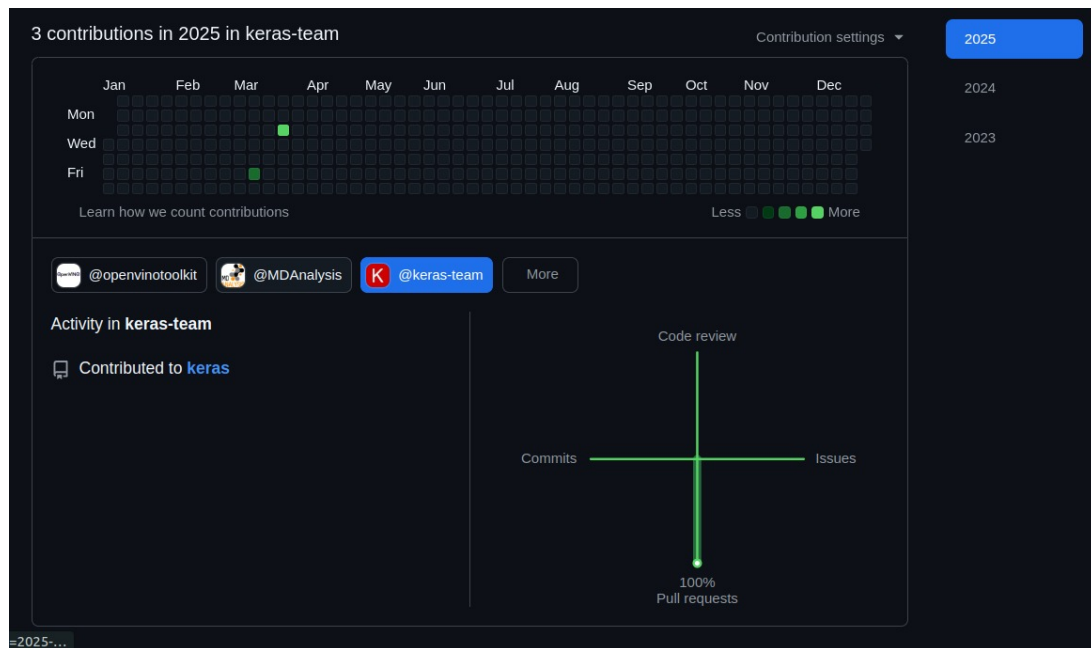 3 contributions in 2025 in keras-team
Contribution settings
2025
2024
2023
Jan Feb Mar Apr May Jun Jul Aug Sep Oct Nov Dec
Mon
Wed
Fri
Learn how we count contributions
Less More
@openvinotoolkit
@MDAnalysis
K @keras-team
More
Activity in keras-team
Contributed to keras
Code review
Commits
Issues
100%
Pull requests
=2025-...